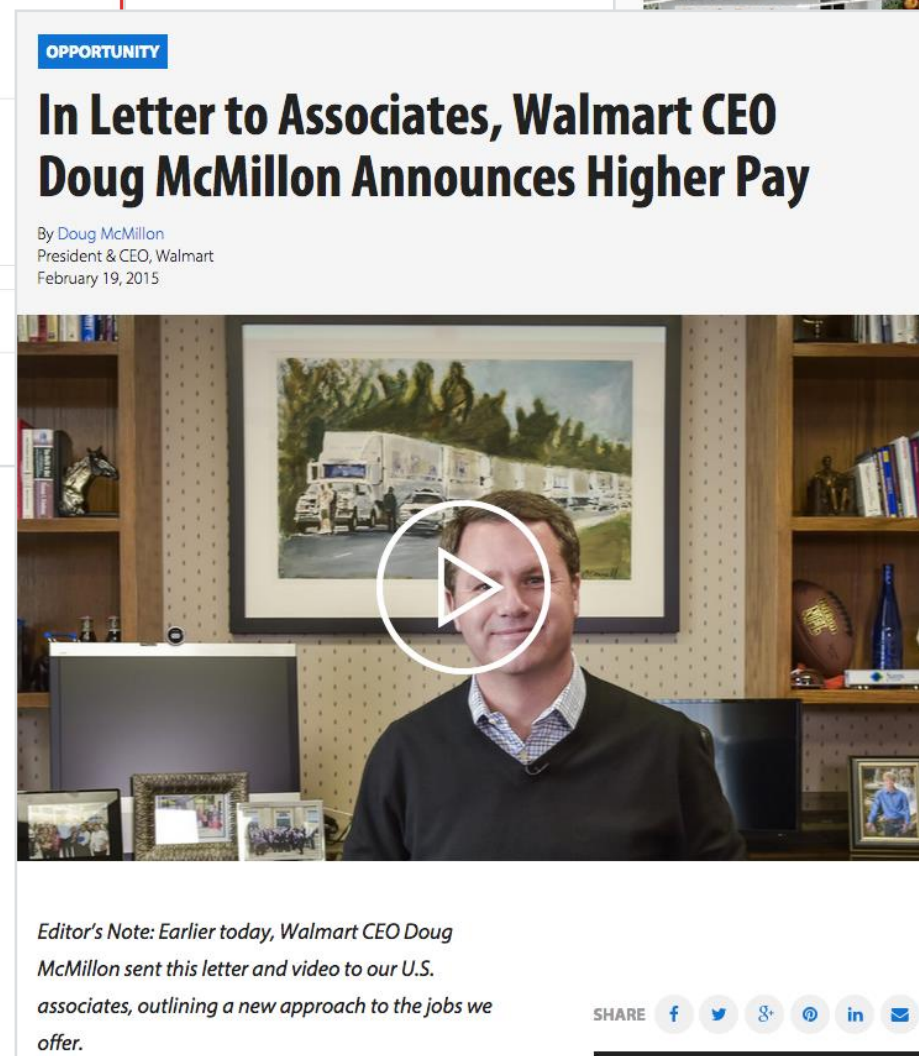 OPPORTUNITY
In Letter to Associates, Walmart CEO
Doug McMillon Announces Higher Pay
By Doug McMillon
President & CEO, Walmart
February 19, 2015
Editor's Note: Earlier today, Walmart CEO Doug
McMillon sent this letter and video to our U.S.
associates, outlining a new approach to the jobs we
offer.
SHARE